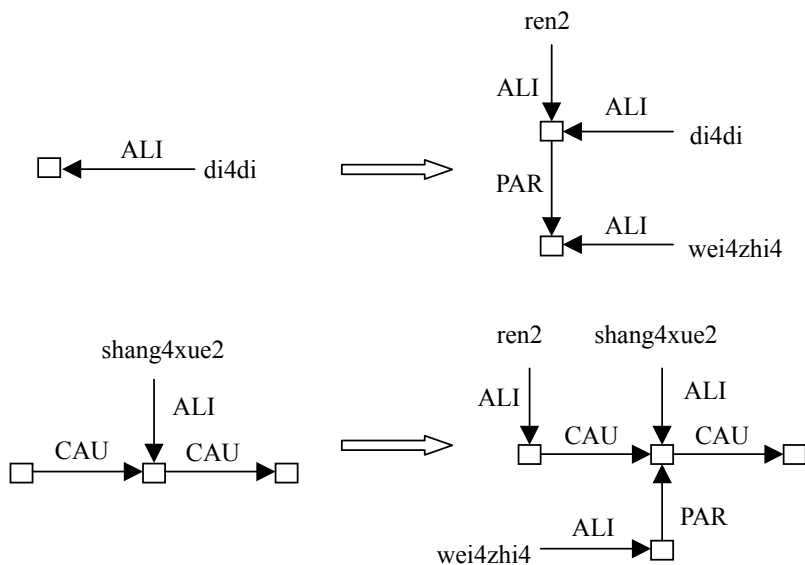 ren2
ALI
ALI
ALI
di4di
di4di
PAR
ALI
wei4zhi4
shang4xue2
ren2
shang4xue2
ALI
ALI
ALI
CAU
CAU
CAU
CAU
ALI
PAR
wei4zhi4